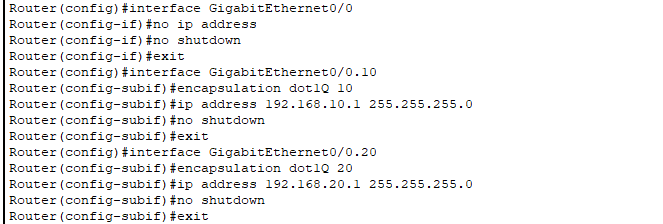 Router(config)#interface GigabitEthernet0/0
Router(config-if)#no ip address
Router(config-if)#no shutdown
Router(config-if)#exit
Router(config)#interface GigabitEthernet0/0.10
Router(config-subif)#encapsulation dot1Q 10
Router(config-subif)#ip address 192.168.10.1 255.255.255.0
Router(config-subif)#no shutdown
Router(config-subif)#exit
Router(config)#interface GigabitEthernet0/0.20
Router(config-subif)#encapsulation dot1Q 20
Router(config-subif)#ip address 192.168.20.1 255.255.255.0
Router(config-subif)#no shutdown
Router(config-subif)#exit